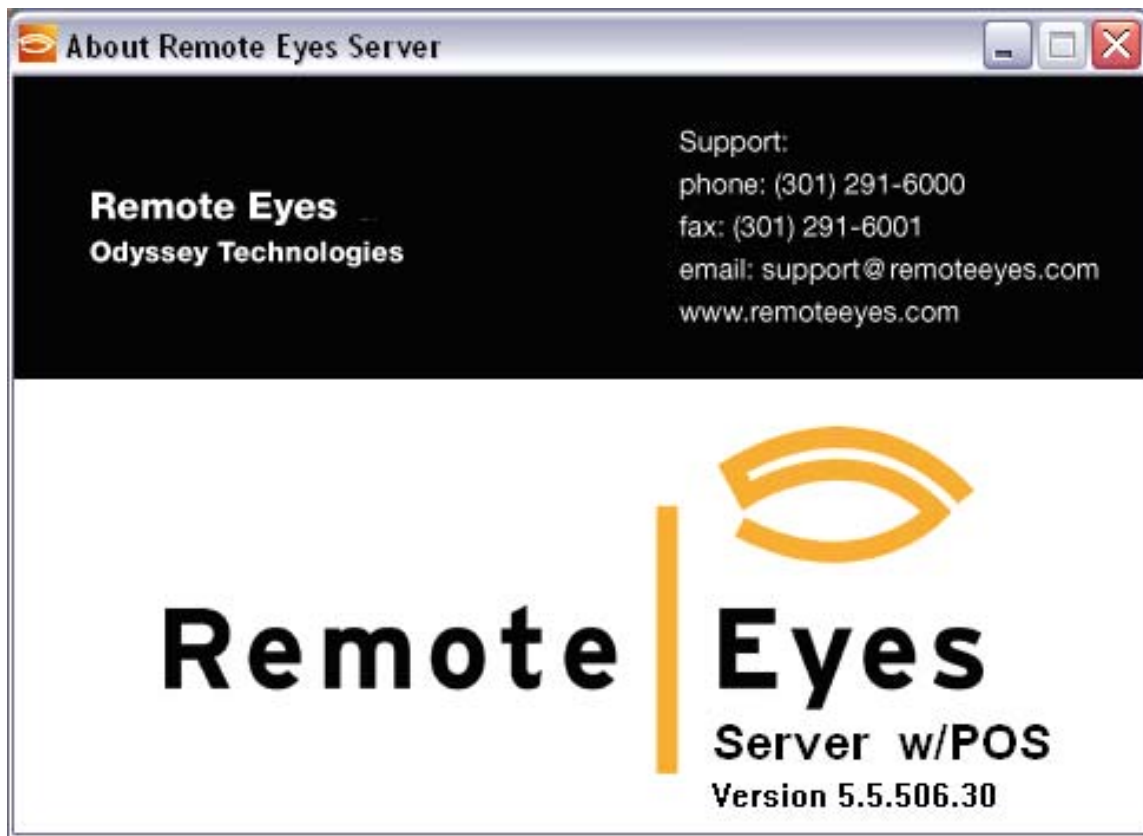 About Remote Eyes Server
Remote Eyes
Odyssey Technologies
Support:
phone: (301) 291-6000
fax: (301) 291-6001
email: support@remoteeyes.com
www.remoteeyes.com
Remote Eyes
Server w/POS
Version 5.5.506.30